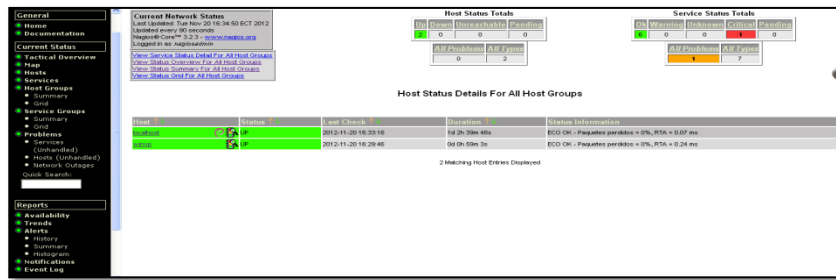 General
Home
Documentation
Current Status
Tactical Overview
Map
Hosts
Services
Host Groups
Summary
Grid
Service Groups
Summary
Grid
Problems
Services
(Unhandled)
Hosts (Unhandled)
Network Outages
Quick Search:
Reports
Availability
Trends
Alerts
History
Summary
Histogram
Notifications
Event Log
Current Network Status
Last Updated: Tue Nov 20 16:34:50 ECT 2012
Updated every 90 seconds
Nagios® Core™ 3.2.3 - www.nagios.org
Logged in as nagiosadmin
View Service Status Detail For All Host Groups
View Status Overview For All Host Groups
View Status Summary For All Host Groups
View Status Grid For All Host Groups
Host Status Totals
Up Down Unreachable Pending
2 0 0 0
All Problems All Types
0 2
Service Status Totals
Ok Warning Unknown Critical Pending
6 0 0 1 0
All Problems All Types
1 7
Host Status Details For All Host Groups
Host Status Last Check Duration Status Information
localhost UP 2012-11-20 16:33:16 1d 2h 39m 46s ECO OK - Paquetes perdidos = 0%, RTA = 0.07 ms
winxp UP 2012-11-20 16:29:46 0d 0h 59m 3s ECO OK - Paquetes perdidos = 0%, RTA = 0.24 ms
2 Matching Host Entries Displayed